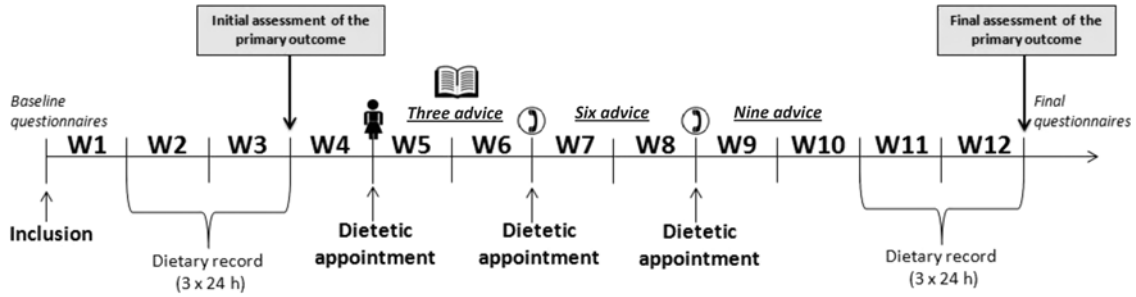 Initial assessment of the
primary outcome
Final assessment of the
primary outcome
Baseline
questionnaires
Three advice
Six advice
Nine advice
Final
questionnaires
W1 W2 W3 W4 W5 W6 W7 W8 W9 W10 W11 W12
Inclusion
Dietary record
(3 x 24 h)
Dietetic
appointment
Dietetic
appointment
Dietetic
appointment
Dietary record
(3 x 24 h)